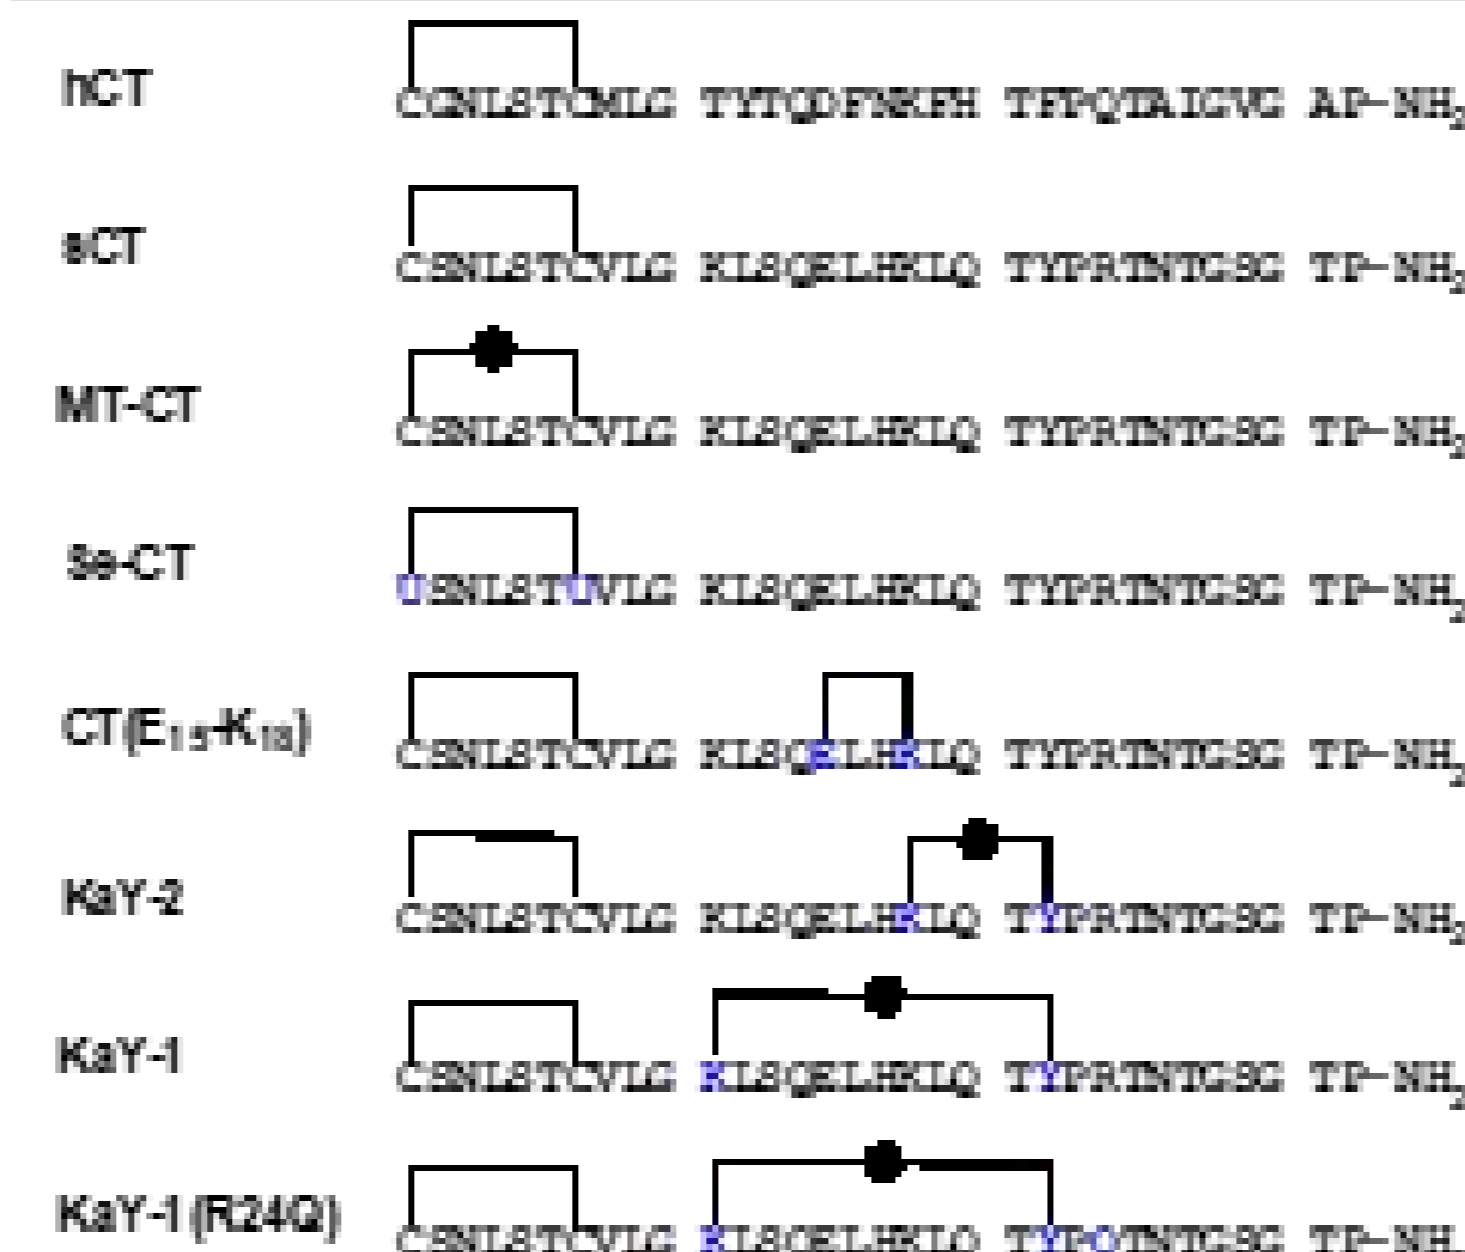 hCT CGNLSTCMLG TYTQDFNKFH TFPQTAIGVG AP-NH2
sCT CSNLSTCVLG KLSQELHKLQ TYPRTNTGSG TP-NH2
MT-CT CSNLSTCVLG KLSQELHKLQ TYPRTNTGSG TP-NH2
Se-CT USNLSTUVLG KLSQELHKLQ TYPRTNTGSG TP-NH2
CT(E15-K18) CSNLSTCVLG KLSQELHKLQ TYPRTNTGSG TP-NH2
KaY-2 CSNLSTCVLG KLSQELHKLQ TYPRTNTGSG TP-NH2
KaY-1 CSNLSTCVLG KLSQELHKLQ TYPRTNTGSG TP-NH2
KaY-1(R24Q) CSNLSTCVLG KLSQELHKLQ TYPQTNTGSG TP-NH